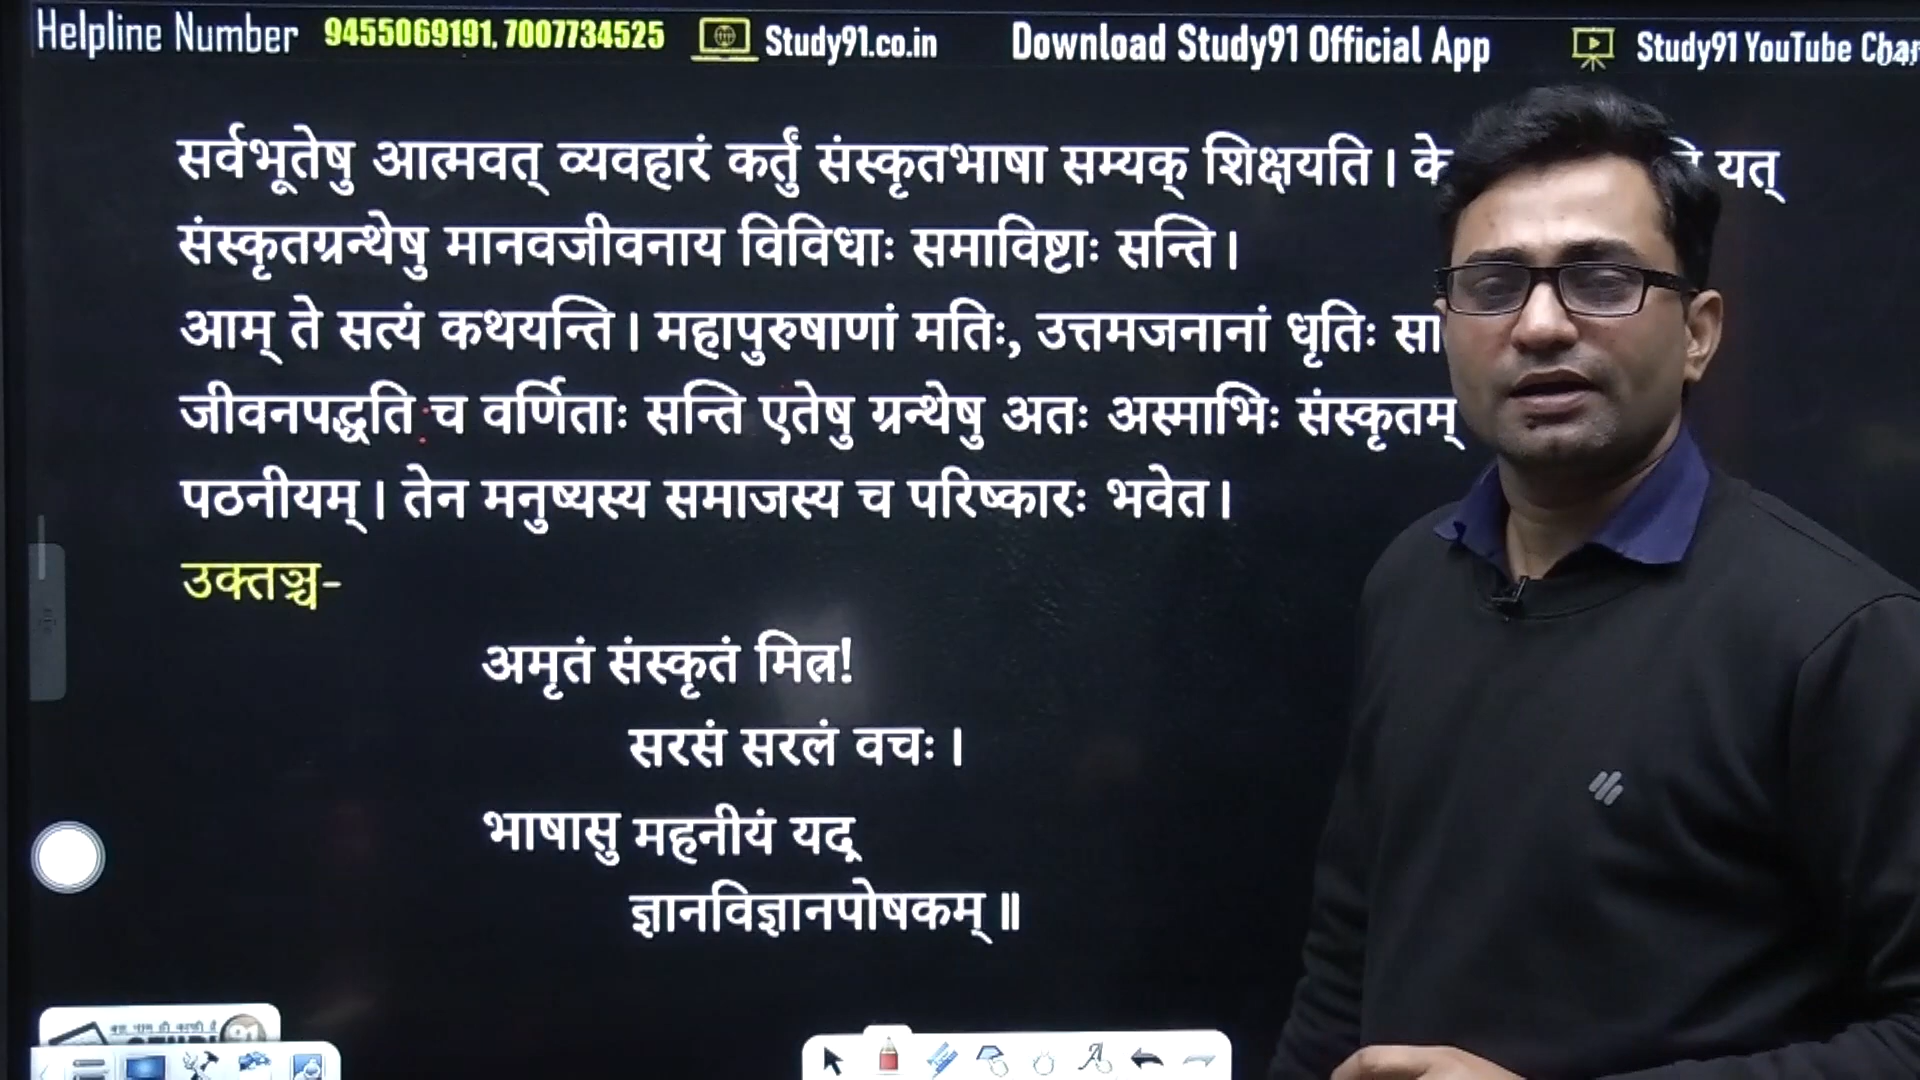 Helpline Number 9455069191, 7007734525 Study91.co.in Download Study91 Official App Study91 YouTube
सर्वभूतेषु आत्मवत् व्यवहारं कर्तुं संस्कृतभाषा सम्यक् शिक्षयति। यत्
संस्कृतग्रन्थेषु मानवजीवनाय विविधाः समाविष्टाः सन्ति।
आम् ते सत्यं कथयन्ति। महापुरुषाणां मतिः, उत्तमजनानां धृतिः
जीवनपद्धति च वर्णिताः सन्ति एतेषु ग्रन्थेषु अतः अस्माभिः संस्कृतम्
पठनीयम्। तेन मनुष्यस्य समाजस्य च परिष्कारः भवेत।
उक्तञ्च-
अमृतं संस्कृतं मित्र!
सरसं सरलं वचः।
भाषासु महनीयं यद्
ज्ञानविज्ञानपोषकम्॥